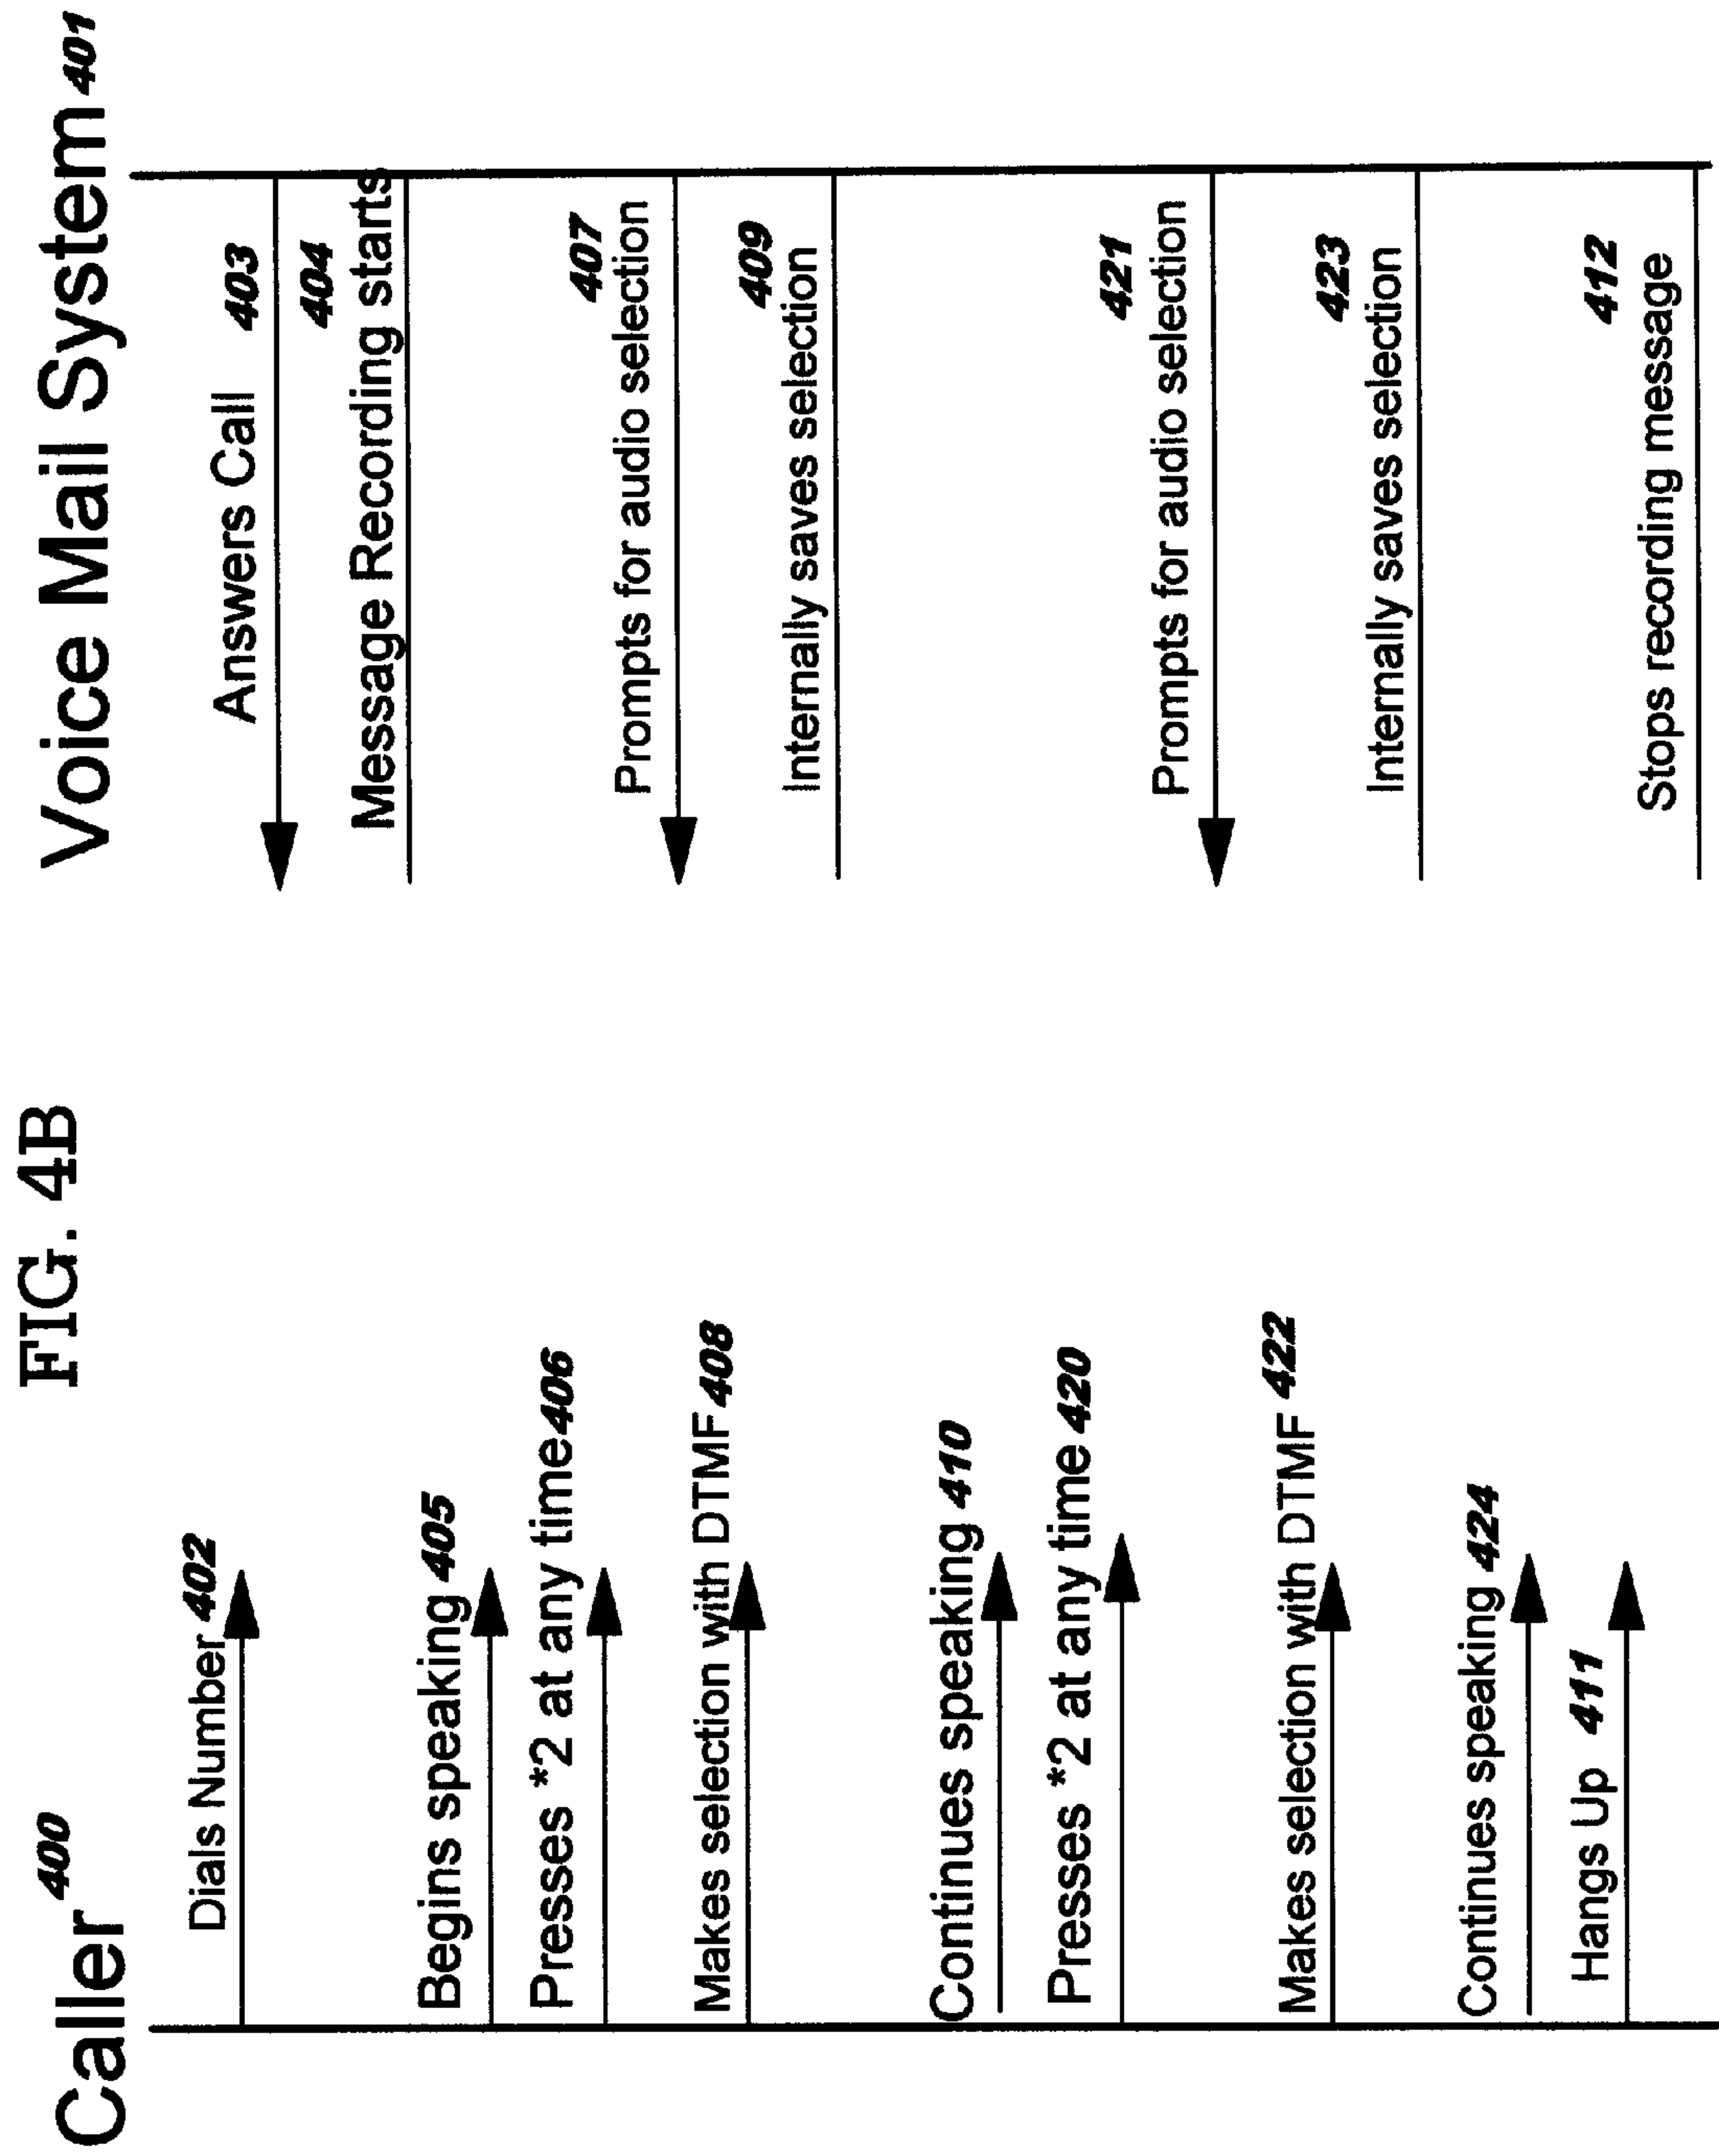 FIG. 4B
Caller 400
Voice Mail System 401
Dials Number 402
Answers Call 403
404
Message Recording starts
Begins speaking 405
Presses *2 at any time 406
407
Prompts for audio selection
Makes selection with DTMF 408
409
Internally saves selection
Continues speaking 410
Presses *2 at any time 420
421
Prompts for audio selection
Makes selection with DTMF 422
423
Internally saves selection
Continues speaking 424
Hangs Up 411
412
Stops recording message